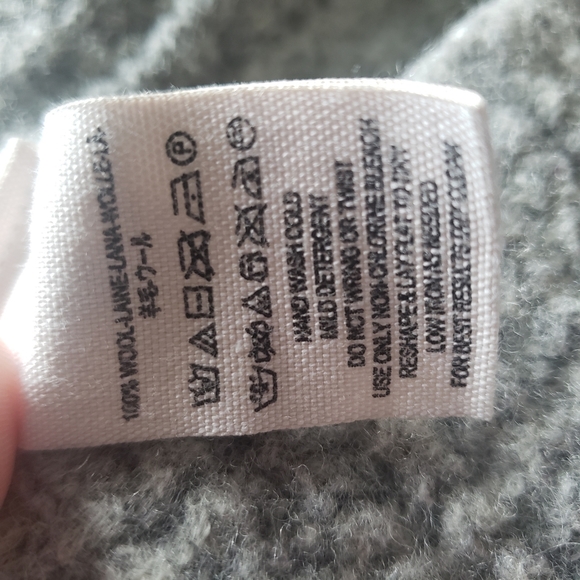 100% WOOL-LANE-LANA-WOLLE-LA
羊毛・ウール
HAND WASH COLD
MILD DETERGENT
DO NOT WRING OR TWIST
USE ONLY NON-CHLORINE BLEACH
RESHAPE & LAY FLAT TO DRY
LOW IRON AS NEEDED
FOR BEST RESULTS DRY CLEAN